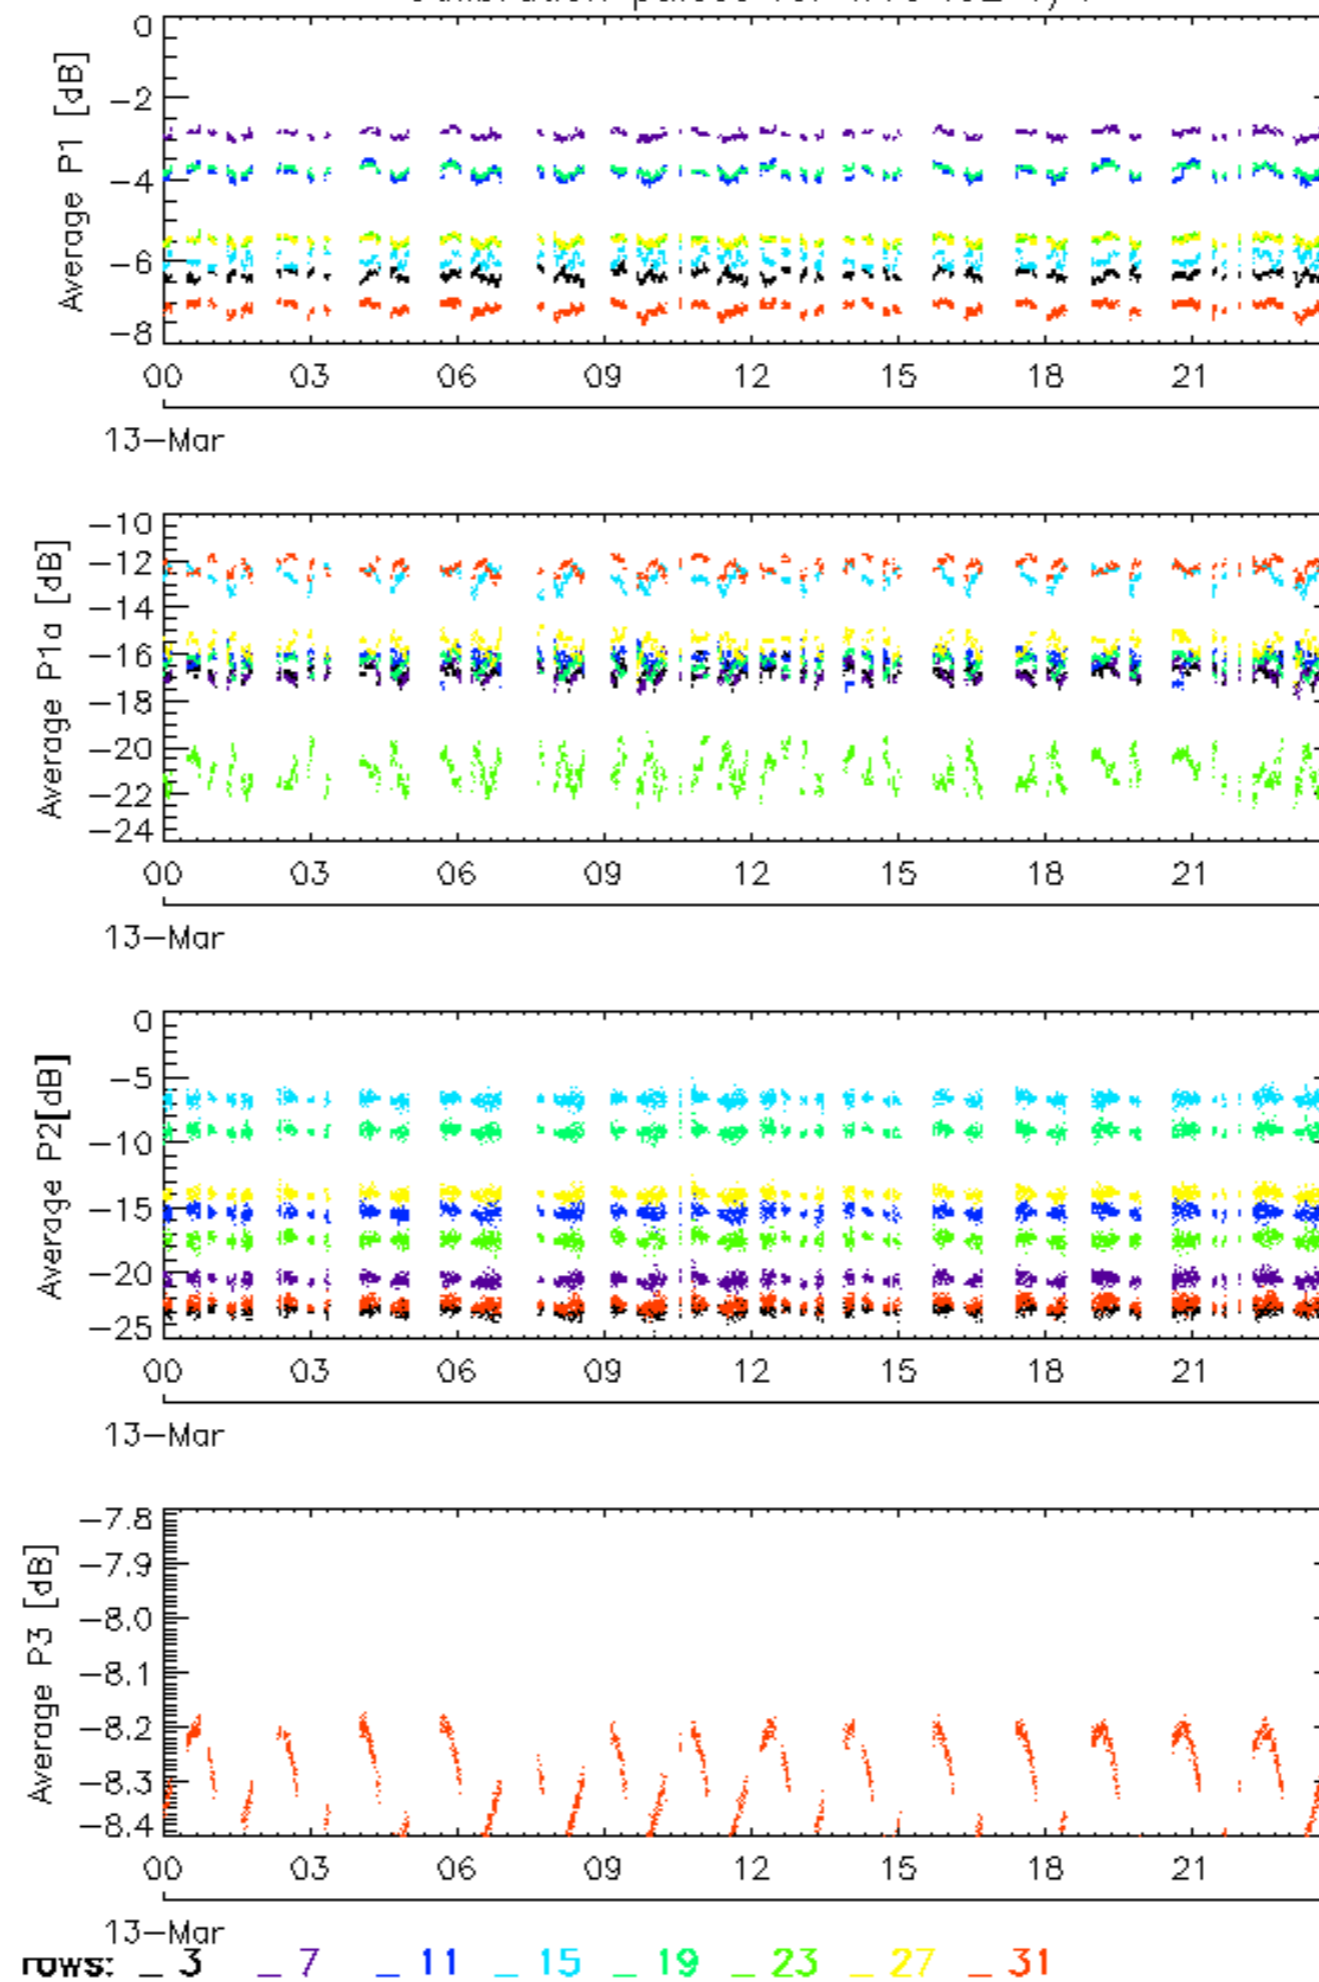 Average P1 [dB]
0
−2
−4
−6
−8
00 03 06 09 12 15 18 21
13−Mar
Average P1a [dB]
−10
−12
−14
−16
−18
−20
−22
−24
00 03 06 09 12 15 18 21
13−Mar
Average P2[dB]
0
−5
−10
−15
−20
−25
00 03 06 09 12 15 18 21
13−Mar
Average P3 [dB]
−7.8
−7.9
−8.0
−8.1
−8.2
−8.3
−8.4
00 03 06 09 12 15 18 21
13−Mar
rows: _ 3 _ 7 _ 11 _ 15 _ 19 _ 23 _ 27 _ 31